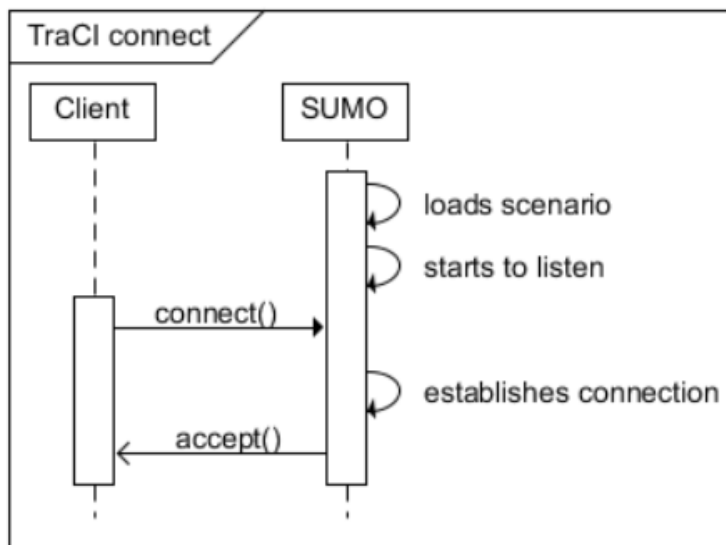 TraCI connect
Client
SUMO
loads scenario
starts to listen
connect()
establishes connection
accept()